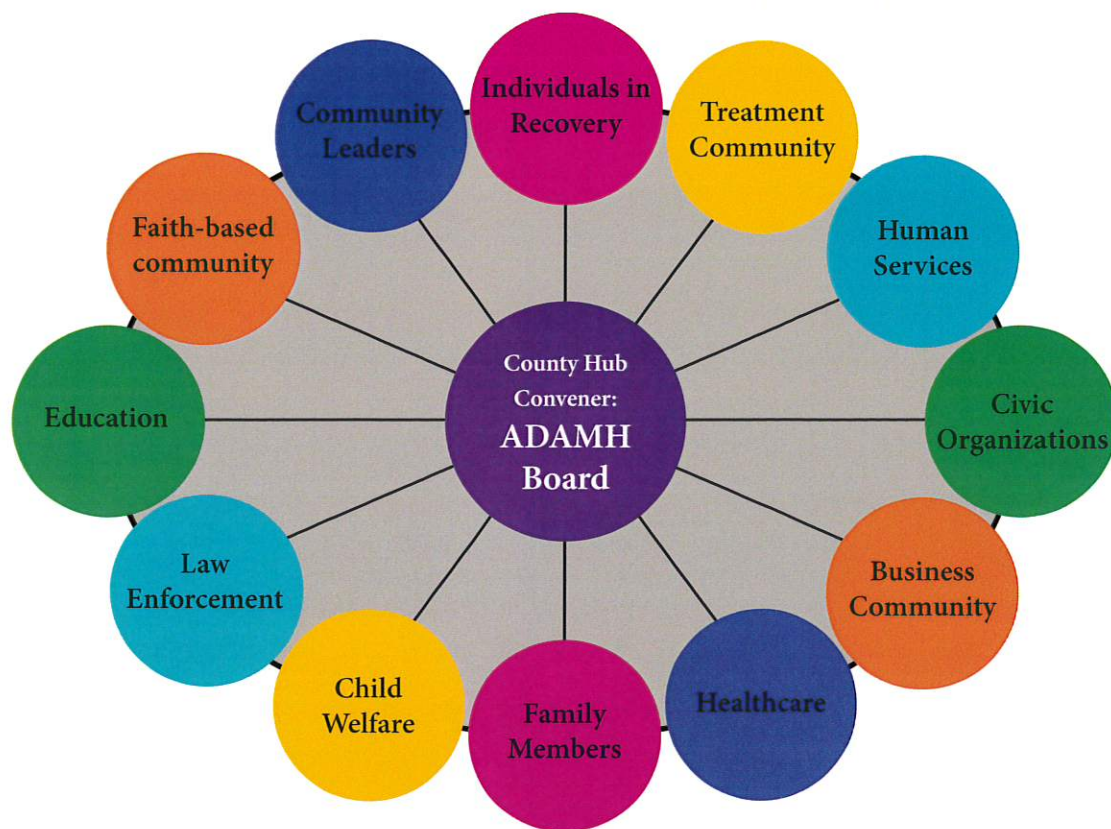 Individuals in
Recovery
Treatment
Community
Human
Services
Civic
Organizations
Business
Community
Healthcare
Family
Members
Child
Welfare
Law
Enforcement
Education
Faith-based
community
Community
Leaders
County Hub
Convener:
ADAMH
Board